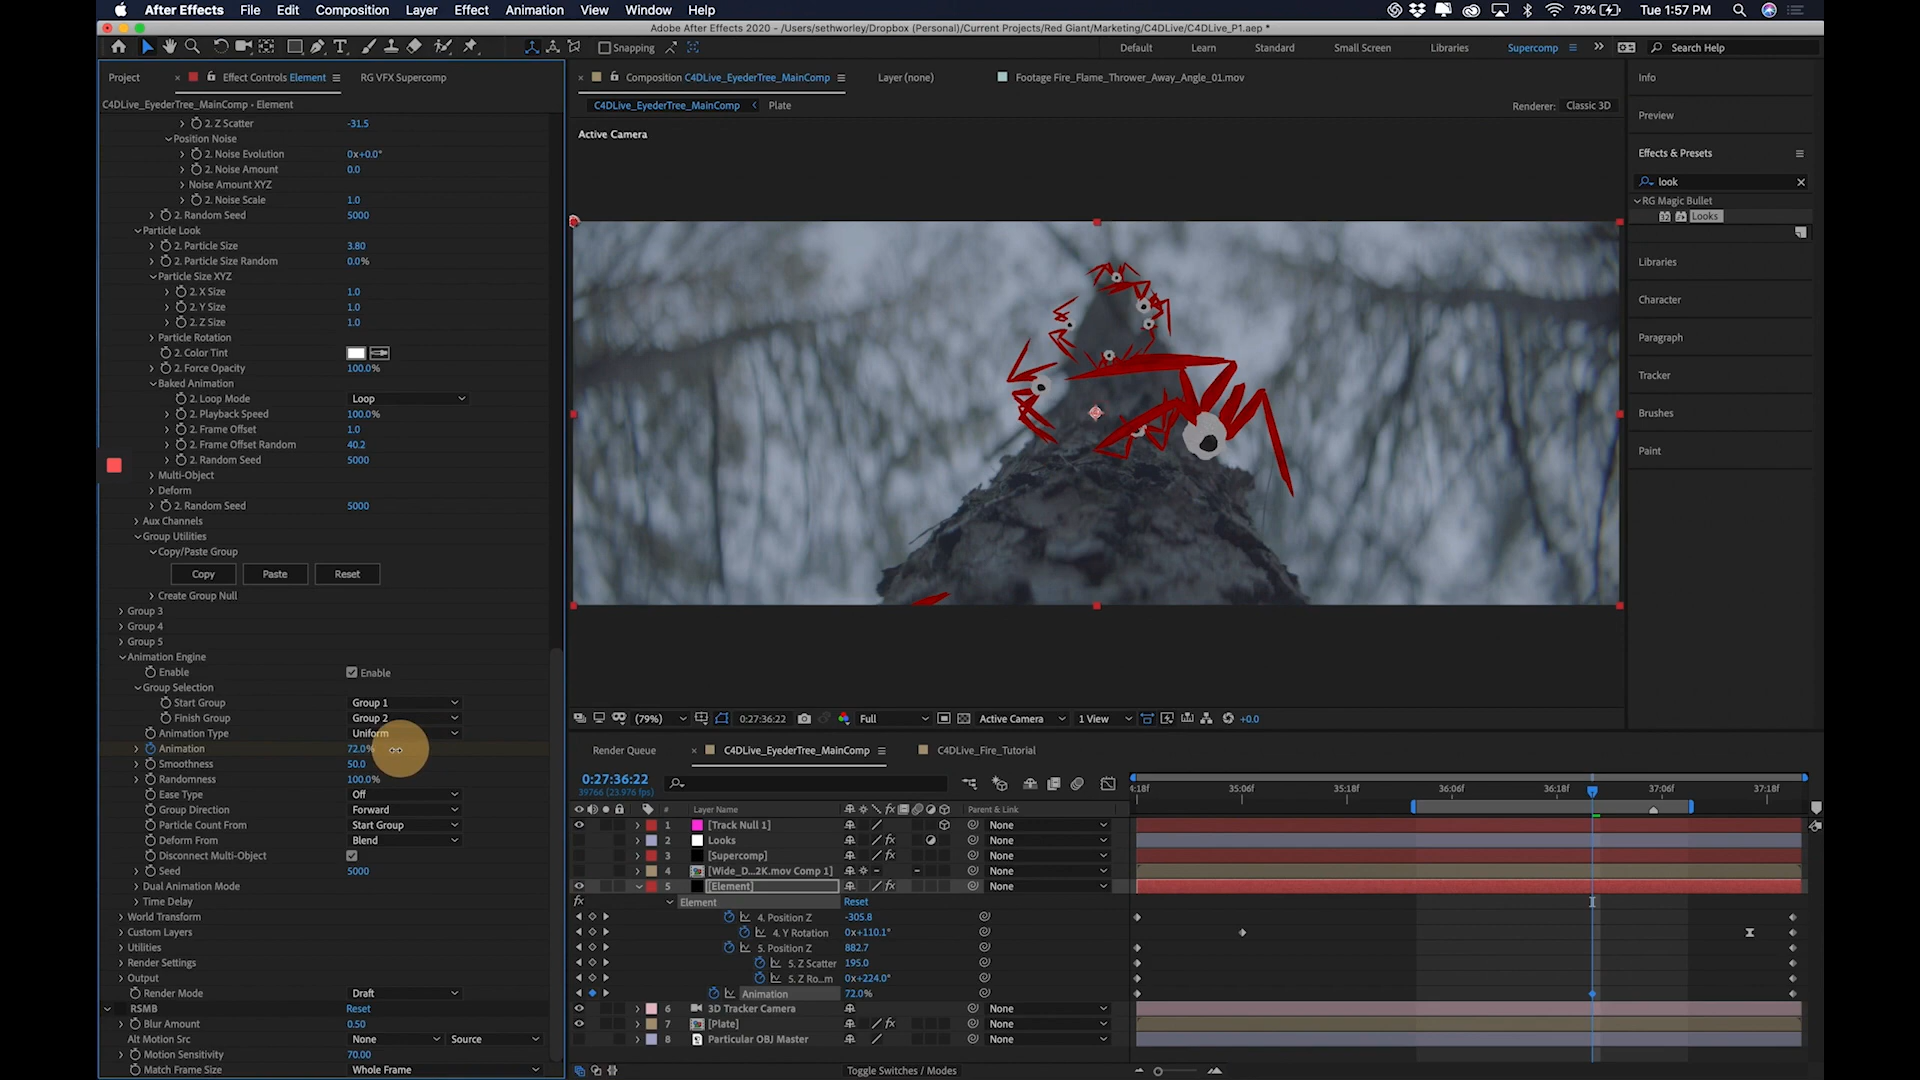 After Effects File Edit Composition Layer Effect Animation View Window Help 73% Tue 1:57 PM
Adobe After Effects 2020 - /Users/sethworley/Dropbox (Personal)/Current Projects/Red Giant/Marketing/C4DLive/C4DLive_P1.aep *
Snapping Default Learn Standard Small Screen Libraries Supercomp Search Help
Project Effect Controls Element RG VFX Supercomp
C4DLive_EyederTree_MainComp • Element
2. Z Scatter -31.5
Position Noise
2. Noise Evolution 0x+0.0°
2. Noise Amount 0.0
Noise Amount XYZ
2. Noise Scale 1.0
2. Random Seed 5000
Particle Look
2. Particle Size 3.80
2. Particle Size Random 0.0%
Particle Size XYZ
2. X Size 1.0
2. Y Size 1.0
2. Z Size 1.0
Particle Rotation
2. Color Tint
2. Force Opacity 100.0%
Baked Animation
2. Loop Mode Loop
2. Playback Speed 100.0%
2. Frame Offset 1.0
2. Frame Offset Random 40.2
2. Random Seed 5000
Multi-Object
Deform
2. Random Seed 5000
Aux Channels
Group Utilities
Copy/Paste Group
Copy Paste Reset
Create Group Null
Group 3
Group 4
Group 5
Animation Engine
Enable Enable
Group Selection
Start Group Group 1
Finish Group Group 2
Animation Type Uniform
Animation 72.0%
Smoothness 50.0
Randomness 100.0%
Ease Type Off
Group Direction Forward
Particle Count From Start Group
Deform From Blend
Disconnect Multi-Object
Seed 5000
Dual Animation Mode
Time Delay
World Transform
Custom Layers
Utilities
Render Settings
Output
Render Mode Draft
RSMB Reset
Blur Amount 0.50
Alt Motion Src None Source
Motion Sensitivity 70.00
Match Frame Size Whole Frame
Composition C4DLive_EyederTree_MainComp Layer (none) Footage Fire_Flame_Thrower_Away_Angle_01.mov
C4DLive_EyederTree_MainComp Plate Renderer: Classic 3D
Active Camera
(79%) 0:27:36:22 Full Active Camera 1 View +0.0
Info
Preview
Effects & Presets
look
RG Magic Bullet
32 Looks
Libraries
Character
Paragraph
Tracker
Brushes
Paint
Render Queue C4DLive_EyederTree_MainComp C4DLive_Fire_Tutorial
0:27:36:22
39766 (23.976 fps)
:18f 35:06f 35:18f 36:06f 36:18f 37:06f 37:18f
# Layer Name fx Parent & Link
1 [Track Null 1] None
2 Looks fx None
3 [Supercomp] fx None
4 [Wide_D...2K.mov Comp 1] None
5 [Element] fx None
fx Element Reset
4. Position Z -305.8
4. Y Rotation 0x+110.1°
5. Position Z 882.7
5. Z Scatter 195.0
5. Z Ro...m 0x+224.0°
Animation 72.0%
6 3D Tracker Camera None
7 [Plate] fx None
8 Particular OBJ Master None
Toggle Switches / Modes